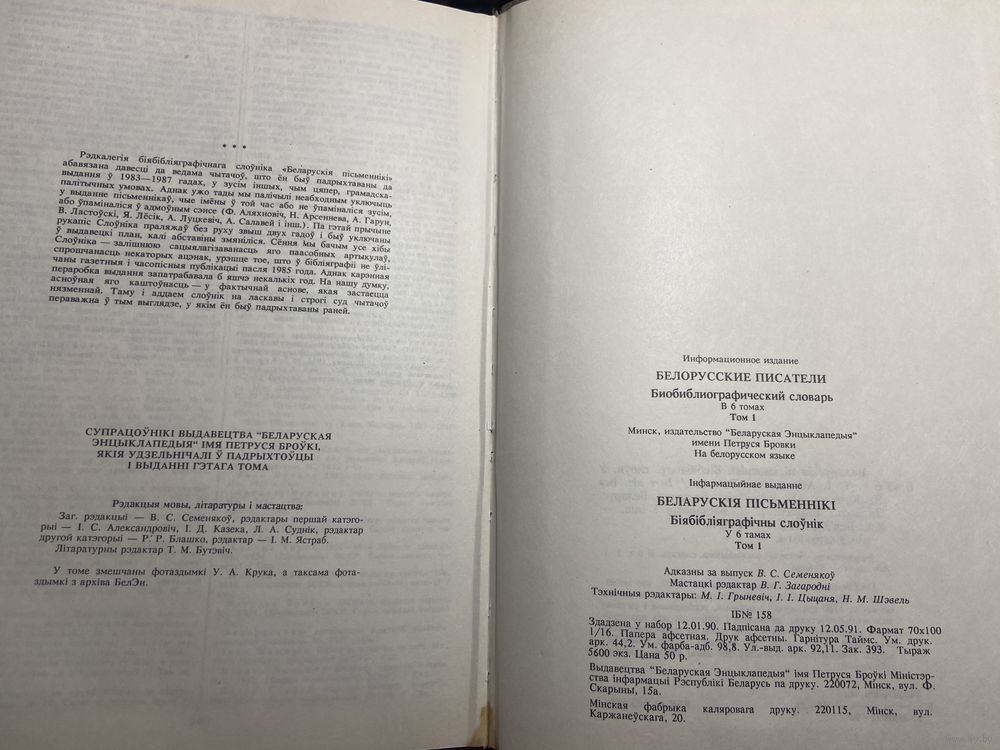 * * *
Рэдкалегія біябібліяграфічнага слоўніка «Беларускія пісьменнікі»
абавязана давесці да ведама чытачоў, што ён быў падрыхтаваны да
выдання ў 1983—1987 гадах, у зусім іншых, чым цяпер, грамадска-
палітычных умовах. Аднак ужо тады мы палічылі неабходным уключыць
у выданне пісьменнікаў, чые імёны ў той час або не ўпаміналіся зусім,
або ўпаміналіся ў адмоўным сэнсе (Ф. Аляхновіч, Н. Арсеннева, А. Гарун,
В. Ластоўскі, Я. Лёсік, А. Луцкевіч, А. Салавей і інш.). Па гэтай прычыне
рукапіс Слоўніка праляжаў без руху звыш двух гадоў і быў уключаны
ў выдавецкі план, калі абставіны змяніліся. Сёння мы бачым усе хібы
Слоўніка — залішнюю сацыялагізаванасць яго паасобных артыкулаў,
спрошчанасць некаторых ацэнак, урэшце тое, што ў бібліяграфіі не ўлі-
чаны газетныя і часопісныя публікацыі пасля 1985 года. Аднак карэнная
перапрацоўка выдання запатрабавала б яшчэ некалькіх год. На нашу думку,
асноўная яго каштоўнасць — у фактычнай аснове, якая застаецца
нязменнай. Таму і аддаем слоўнік на ласкавы і строгі суд чытачоў
пераважна ў тым выглядзе, у якім ён быў падрыхтаваны раней.
СУПРАЦОЎНІКІ ВЫДАВЕЦТВА "БЕЛАРУСКАЯ
ЭНЦЫКЛАПЕДЫЯ" ІМЯ ПЕТРУСЯ БРОЎКІ,
ЯКІЯ УДЗЕЛЬНІЧАЛІ Ў ПАДРЫХТОЎЦЫ
І ВЫДАННІ ГЭТАГА ТОМА
Рэдакцыя мовы, літаратуры і мастацтва:
Заг. рэдакцыі — В. С. Семенякоў, рэдактары першай катэго-
рыі — І. С. Александровіч, І. Д. Казека, Л. А. Суднік, рэдактар
другой катэгорыі — Р. Р. Блашко, рэдактар — І. М. Ястраб.
Літаратурны рэдактар Т. М. Бутэвіч.
У томе змешчаны фотаздымкі У. А. Крука, а таксама фота-
здымкі з архіва БелЭн.
Информационное издание
БЕЛОРУССКИЕ ПИСАТЕЛИ
Биобиблиографический словарь
В 6 томах
Том 1
Минск, издательство "Беларуская Энцыклапедыя"
имени Петруся Бровки
На белорусском языке
Інфармацыйнае выданне
БЕЛАРУСКІЯ ПІСЬМЕННІКІ
Біябібліяграфічны слоўнік
У 6 тамах
Том 1
Адказны за выпуск В. С. Семенякоў
Мастацкі рэдактар В. Г. Загародні
Тэхнічныя рэдактары: М. І. Грыневіч, І. І. Цыцаня, Н. М. Шэвель
ІБ№ 158
Здадзена у набор 12.01.90. Падпісана да друку 12.05.91. Фармат 70х100
1/16. Папера афсетная. Друк афсетны. Гарнітура Таймс. Ум. друк.
арк. 44,2. Ум. фарба-адб. 98,8. Ул.-выд. арк. 92,11. Зак. 393. Тыраж
5600 экз. Цана 50 р.
Выдавецтва "Беларуская Энцыклапедыя" імя Петруся Броўкі Міністэр-
ства інфармацыі Рэспублікі Беларусь па друку. 220072, Мінск, вул. Ф.
Скарыны, 15а.
Мінская фабрыка каляровага друку. 220115, Мінск, вул.
Каржанеўскага, 20.